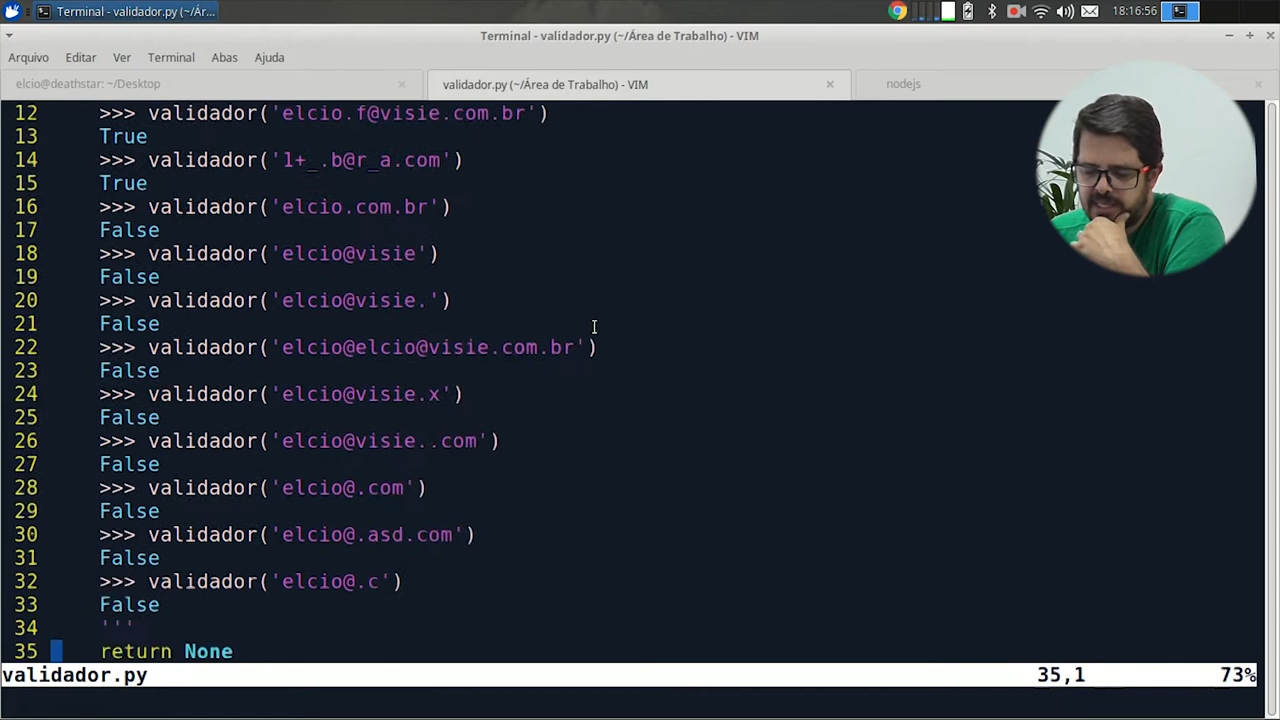 Terminal - validador.py (~/Ár...
18:16:56
Terminal - validador.py (~/Área de Trabalho) - VIM
Arquivo Editar Ver Terminal Abas Ajuda
elcio@deathstar: ~/Desktop
validador.py (~/Área de Trabalho) - VIM
nodejs
12 >>> validador('elcio.f@visie.com.br')
13 True
14 >>> validador('1+_.b@r_a.com')
15 True
16 >>> validador('elcio.com.br')
17 False
18 >>> validador('elcio@visie')
19 False
20 >>> validador('elcio@visie.')
21 False
22 >>> validador('elcio@elcio@visie.com.br')
23 False
24 >>> validador('elcio@visie.x')
25 False
26 >>> validador('elcio@visie..com')
27 False
28 >>> validador('elcio@.com')
29 False
30 >>> validador('elcio@.asd.com')
31 False
32 >>> validador('elcio@.c')
33 False
34 '''
35 return None
validador.py 35,1 73%